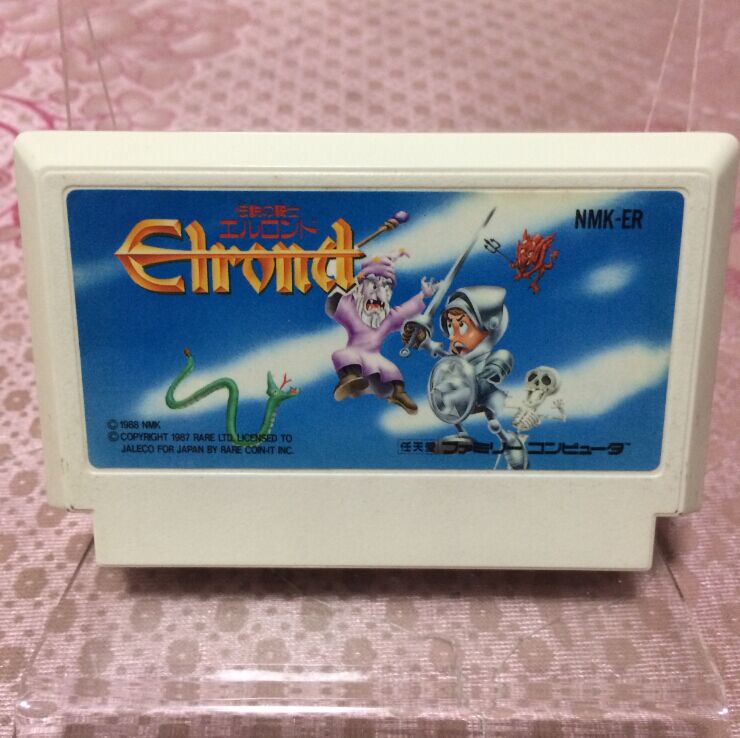 伝説の騎士
エルロンド
Elrond
NMK-ER
©1988 NMK
©COPYRIGHT 1987 RARE LTD. LICENSED TO
JALECO FOR JAPAN BY RARE COIN-IT INC.
任天堂 ファミリーコンピュータ™